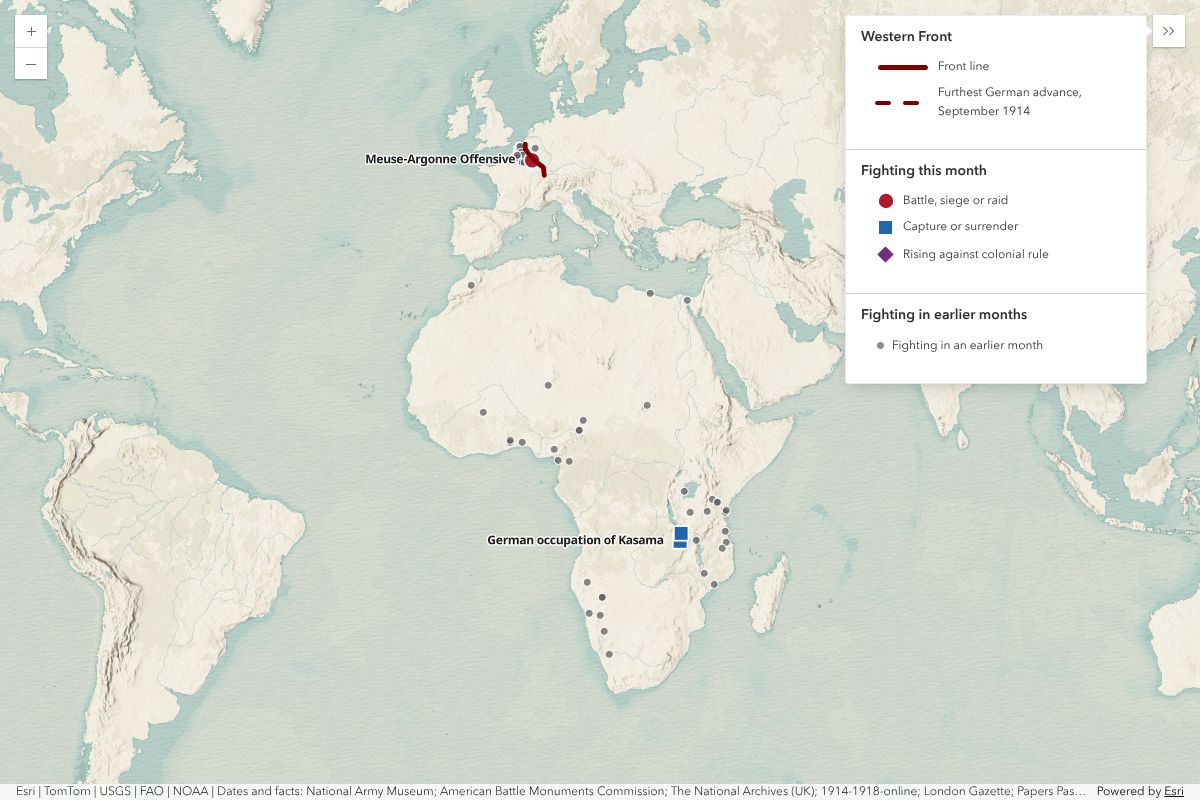 +
−
Western Front
Front line
Furthest German advance,
September 1914
Fighting this month
Battle, siege or raid
Capture or surrender
Rising against colonial rule
Fighting in earlier months
Fighting in an earlier month
Meuse-Argonne Offensive
German occupation of Kasama
Esri | TomTom | USGS | FAO | NOAA | Dates and facts: National Army Museum; American Battle Monuments Commission; The National Archives (UK); 1914-1918-online; London Gazette; Papers Pas… Powered by Esri